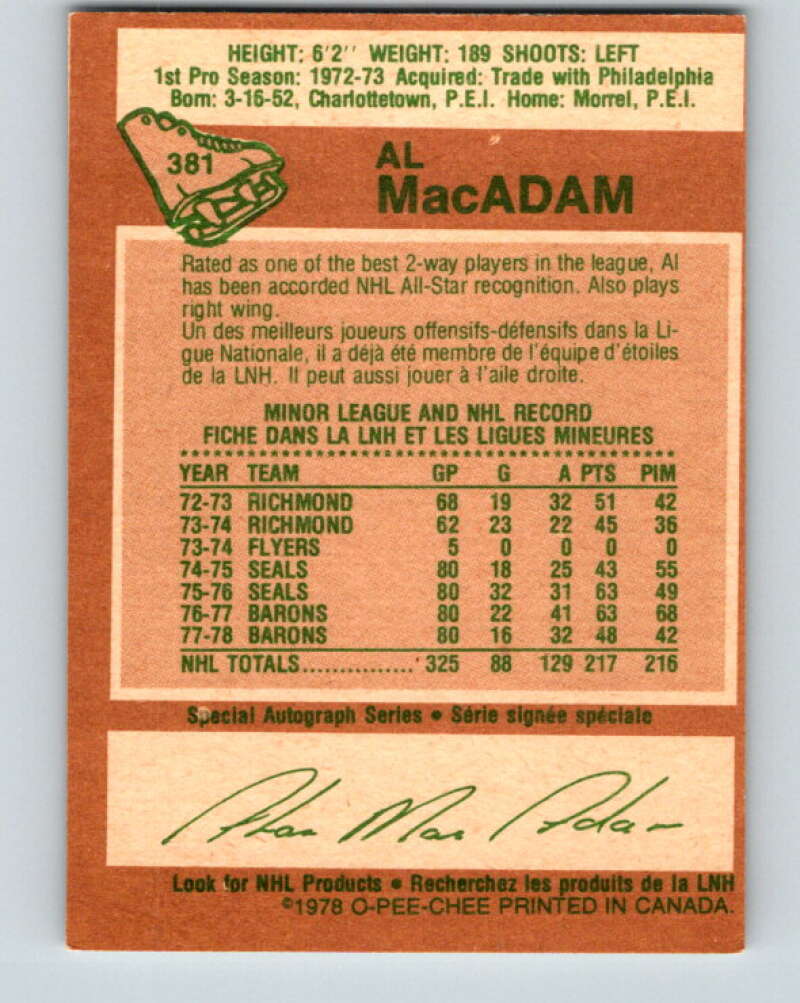 HEIGHT: 6'2'' WEIGHT: 189 SHOOTS: LEFT
1st Pro Season: 1972-73 Acquired: Trade with Philadelphia
Born: 3-16-52, Charlottetown, P.E.I. Home: Morrel, P.E.I.
381
AL
MacADAM
Rated as one of the best 2-way players in the league, Al
has been accorded NHL All-Star recognition. Also plays
right wing.
Un des meilleurs joueurs offensifs-défensifs dans la Li-
gue Nationale, il a déjà été membre de l'équipe d'étoiles
de la LNH. Il peut aussi jouer à l'aile droite.
MINOR LEAGUE AND NHL RECORD
FICHE DANS LA LNH ET LES LIGUES MINEURES
YEAR TEAM GP G A PTS PIM
72-73 RICHMOND 68 19 32 51 42
73-74 RICHMOND 62 23 22 45 36
73-74 FLYERS 5 0 0 0 0
74-75 SEALS 80 18 25 43 55
75-76 SEALS 80 32 31 63 49
76-77 BARONS 80 22 41 63 68
77-78 BARONS 80 16 32 48 42
NHL TOTALS............... 325 88 129 217 216
Special Autograph Series • Série signée spéciale
Alan Mac Adam
Look for NHL Products • Recherchez les produits de la LNH
©1978 O-PEE-CHEE PRINTED IN CANADA.